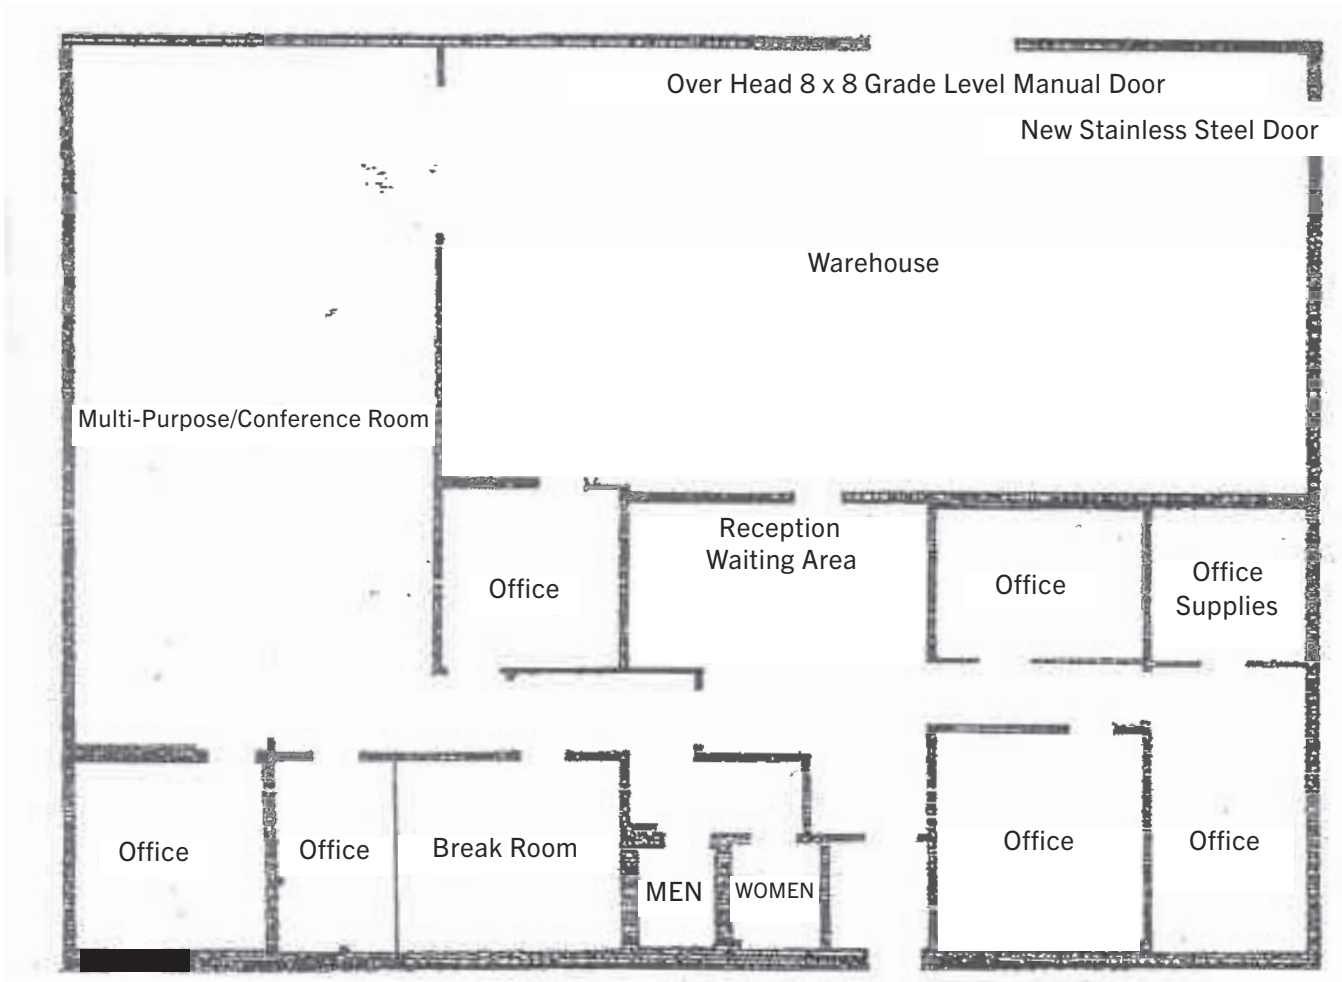 Over Head 8 x 8 Grade Level Manual Door
New Stainless Steel Door
Warehouse
Multi-Purpose/Conference Room
Reception
Waiting Area
Office
Office
Office
Supplies
Office
Office
Break Room
MEN
WOMEN
Office
Office